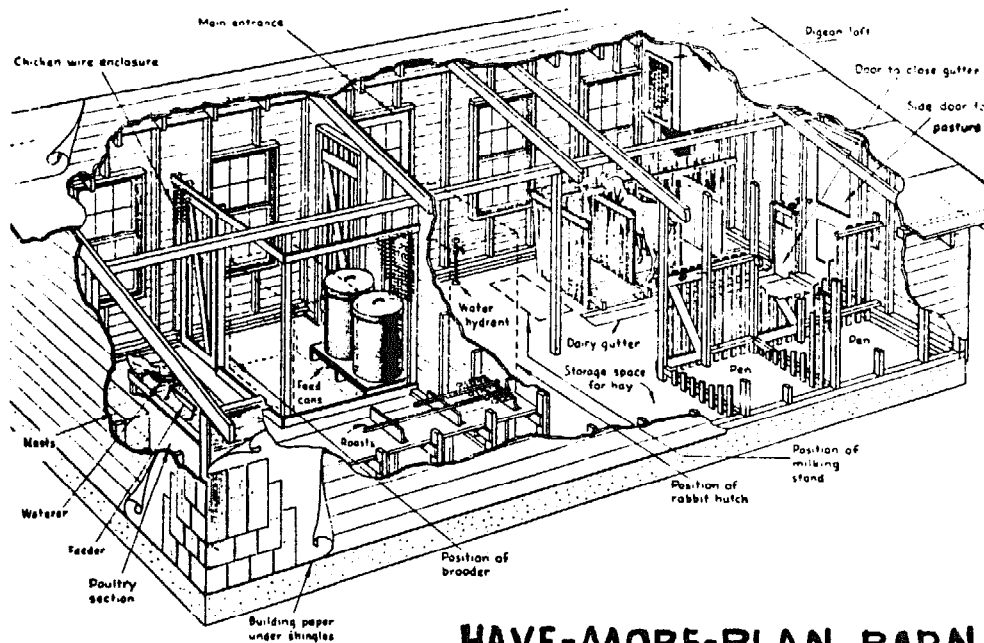 Main entrance
Chicken wire enclosure
Pigeon loft
Door to close gutter
Side door to
pasture
Water
hydrant
Dairy gutter
Feed
cans
Storage space
for hay
Pen
Pen
Roosts
Nests
Waterer
Feeder
Poultry
section
Position of
milking
stand
Position of
rabbit hutch
Position of
brooder
Building paper
under shingles
HAVE-MORE-PLAN BARN